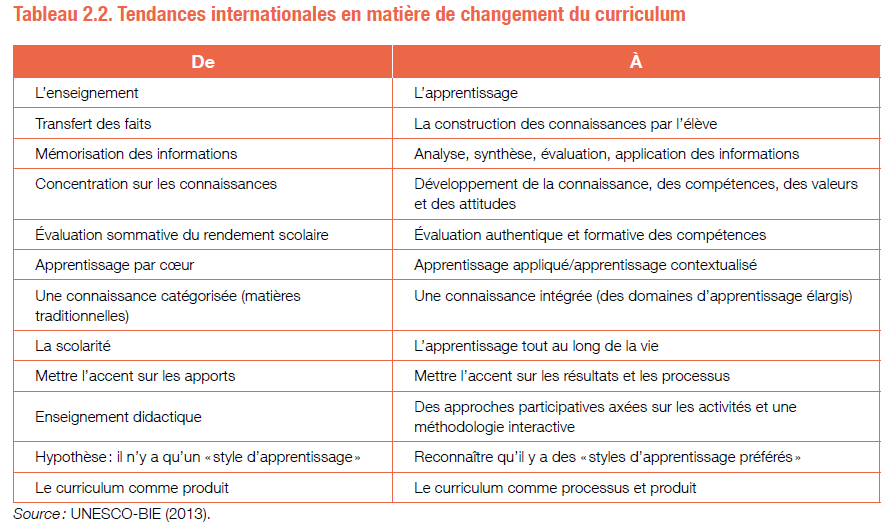 Tableau 2.2. Tendances internationales en matière de changement du curriculum
De À
L’enseignement L’apprentissage
Transfert des faits La construction des connaissances par l’élève
Mémorisation des informations Analyse, synthèse, évaluation, application des informations
Concentration sur les connaissances Développement de la connaissance, des compétences, des valeurs
et des attitudes
Évaluation sommative du rendement scolaire Évaluation authentique et formative des compétences
Apprentissage par cœur Apprentissage appliqué/apprentissage contextualisé
Une connaissance catégorisée (matières
traditionnelles) Une connaissance intégrée (des domaines d’apprentissage élargis)
La scolarité L’apprentissage tout au long de la vie
Mettre l’accent sur les apports Mettre l’accent sur les résultats et les processus
Enseignement didactique Des approches participatives axées sur les activités et une
méthodologie interactive
Hypothèse : il n’y a qu’un « style d’apprentissage » Reconnaître qu’il y a des « styles d’apprentissage préférés »
Le curriculum comme produit Le curriculum comme processus et produit
Source : UNESCO-BIE (2013).